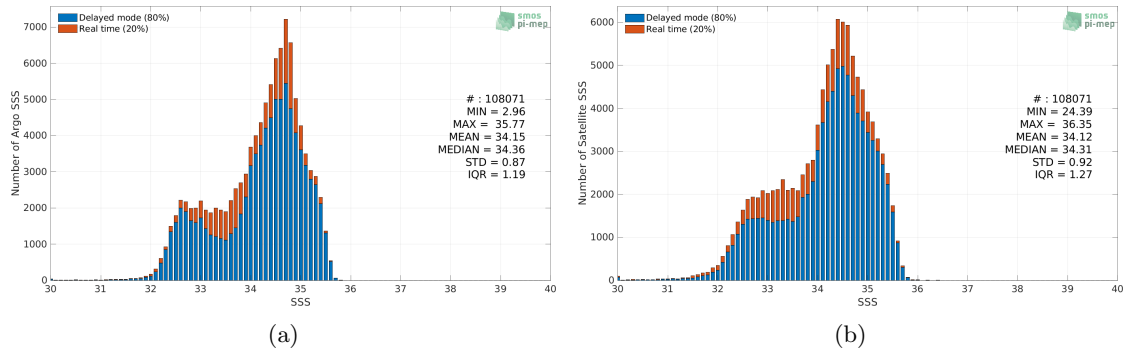 Delayed mode (80%)
Real time (20%)
smos
pi-mep
# : 108071
MIN = 2.96
MAX = 35.77
MEAN = 34.15
MEDIAN = 34.36
STD = 0.87
IQR = 1.19
Number of Argo SSS
7000
6000
5000
4000
3000
2000
1000
0
30 31 32 33 34 35 36 37 38 39 40
SSS
(a)
Delayed mode (80%)
Real time (20%)
smos
pi-mep
# : 108071
MIN = 24.39
MAX = 36.35
MEAN = 34.12
MEDIAN = 34.31
STD = 0.92
IQR = 1.27
Number of Satellite SSS
6000
5000
4000
3000
2000
1000
0
30 31 32 33 34 35 36 37 38 39 40
SSS
(b)